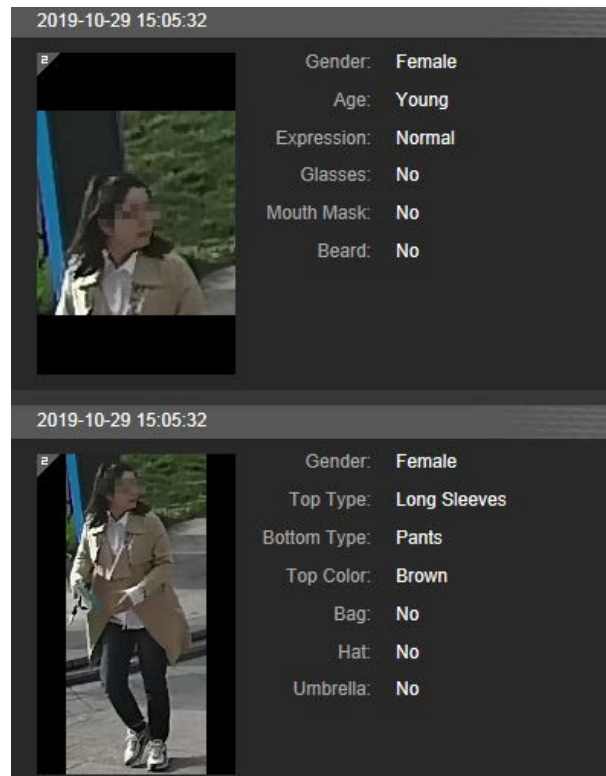 2019-10-29 15:05:32
2
Gender: Female
Age: Young
Expression: Normal
Glasses: No
Mouth Mask: No
Beard: No
2019-10-29 15:05:32
2
Gender: Female
Top Type: Long Sleeves
Bottom Type: Pants
Top Color: Brown
Bag: No
Hat: No
Umbrella: No